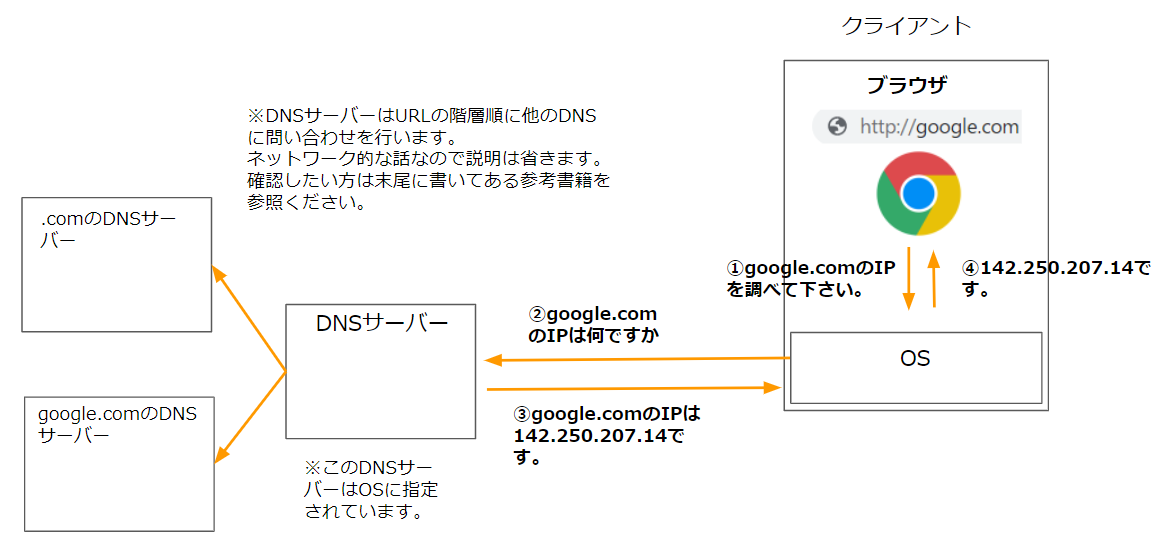 クライアント
ブラウザ
http://google.com
※DNSサーバーはURLの階層順に他のDNS
に問い合わせを行います。
ネットワーク的な話なので説明は省きます。
確認したい方は末尾に書いてある参考書籍を
参照ください。
.comのDNSサー
バー
①google.comのIP
を調べて下さい。
④142.250.207.14で
す。
②google.com
のIPは何ですか
DNSサーバー
OS
③google.comのIPは
142.250.207.14で
す。
google.comのDNS
サーバー
※このDNSサー
バーはOSに指定
されています。